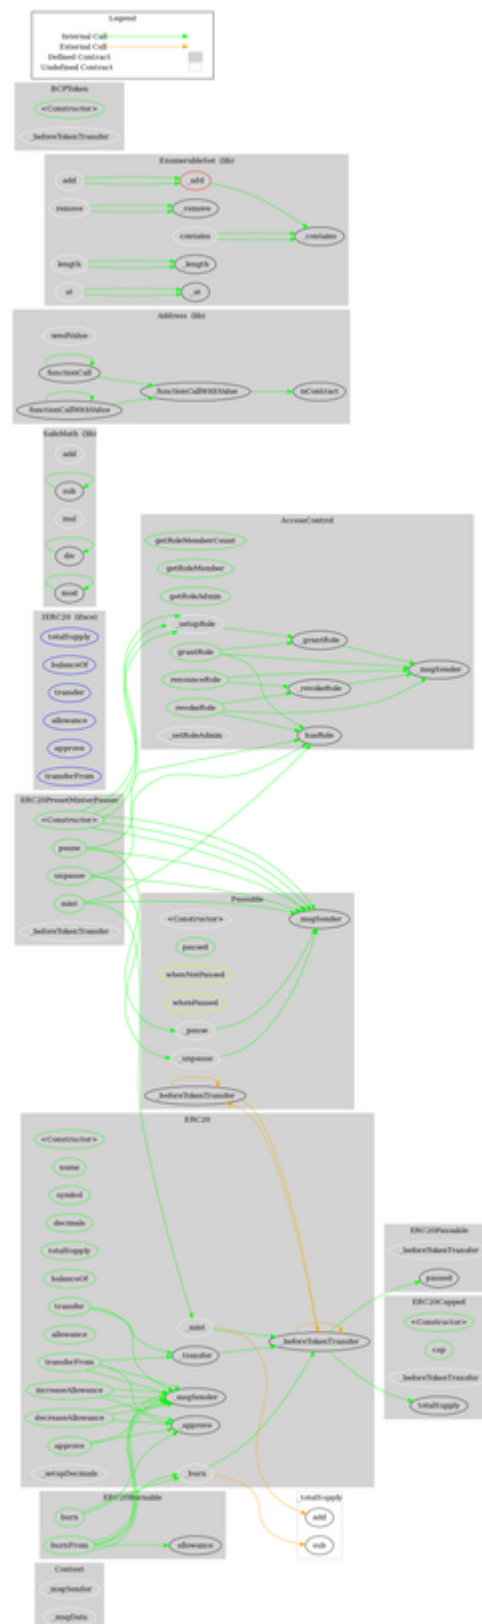 Legend
Internal Call
External Call
Defined Contract
Undefined Contract
BCPToken
<Constructor>
_beforeTokenTransfer
EnumerableSet (lib)
add
_add
remove
_remove
contains
_contains
length
_length
at
_at
Address (lib)
sendValue
functionCall
functionCallWithValue
_functionCallWithValue
isContract
SafeMath (lib)
add
sub
mul
div
mod
AccessControl
getRoleMemberCount
getRoleMember
getRoleAdmin
_setupRole
_grantRole
grantRole
_msgSender
renounceRole
_revokeRole
revokeRole
_setRoleAdmin
hasRole
IERC20 (iface)
totalSupply
balanceOf
transfer
allowance
approve
transferFrom
ERC20PresetMinterPauser
<Constructor>
pause
unpause
mint
_beforeTokenTransfer
Pausable
<Constructor>
_msgSender
paused
whenNotPaused
whenPaused
_pause
_unpause
_beforeTokenTransfer
ERC20
<Constructor>
name
symbol
decimals
totalSupply
balanceOf
transfer
allowance
_mint
_beforeTokenTransfer
transferFrom
_transfer
increaseAllowance
_msgSender
decreaseAllowance
_approve
approve
_setupDecimals
_burn
ERC20Pausable
_beforeTokenTransfer
paused
ERC20Capped
<Constructor>
cap
_beforeTokenTransfer
totalSupply
ERC20Burnable
burn
burnFrom
allowance
_totalSupply
add
sub
Context
_msgSender
_msgData